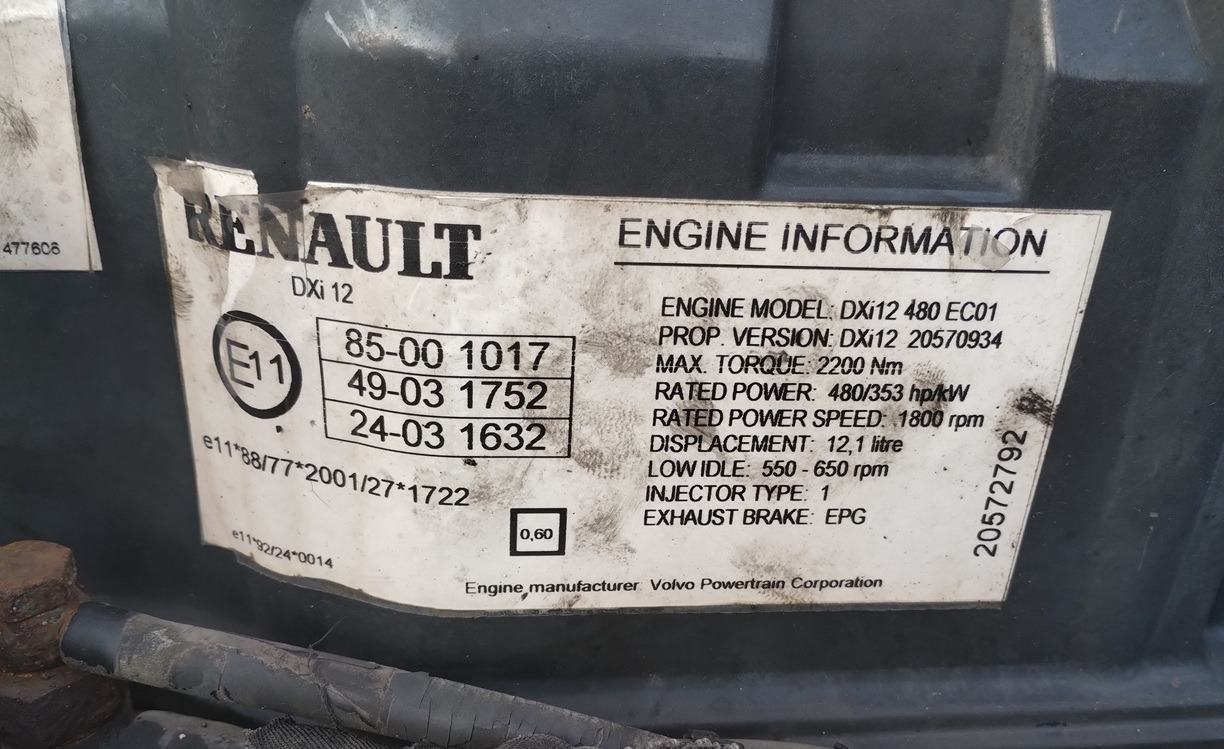 477606
RENAULT
DXi 12
E11
85-00 1017
49-03 1752
24-03 1632
e11*88/77*2001/27*1722
0,60
e11*92/24*0014
ENGINE INFORMATION
ENGINE MODEL: DXi12 480 EC01
PROP. VERSION: DXi12 20570934
MAX. TORQUE: 2200 Nm
RATED POWER: 480/353 hp/kW
RATED POWER SPEED: 1800 rpm
DISPLACEMENT: 12,1 litre
LOW IDLE: 550 - 650 rpm
INJECTOR TYPE: 1
EXHAUST BRAKE: EPG
20572792
Engine manufacturer: Volvo Powertrain Corporation